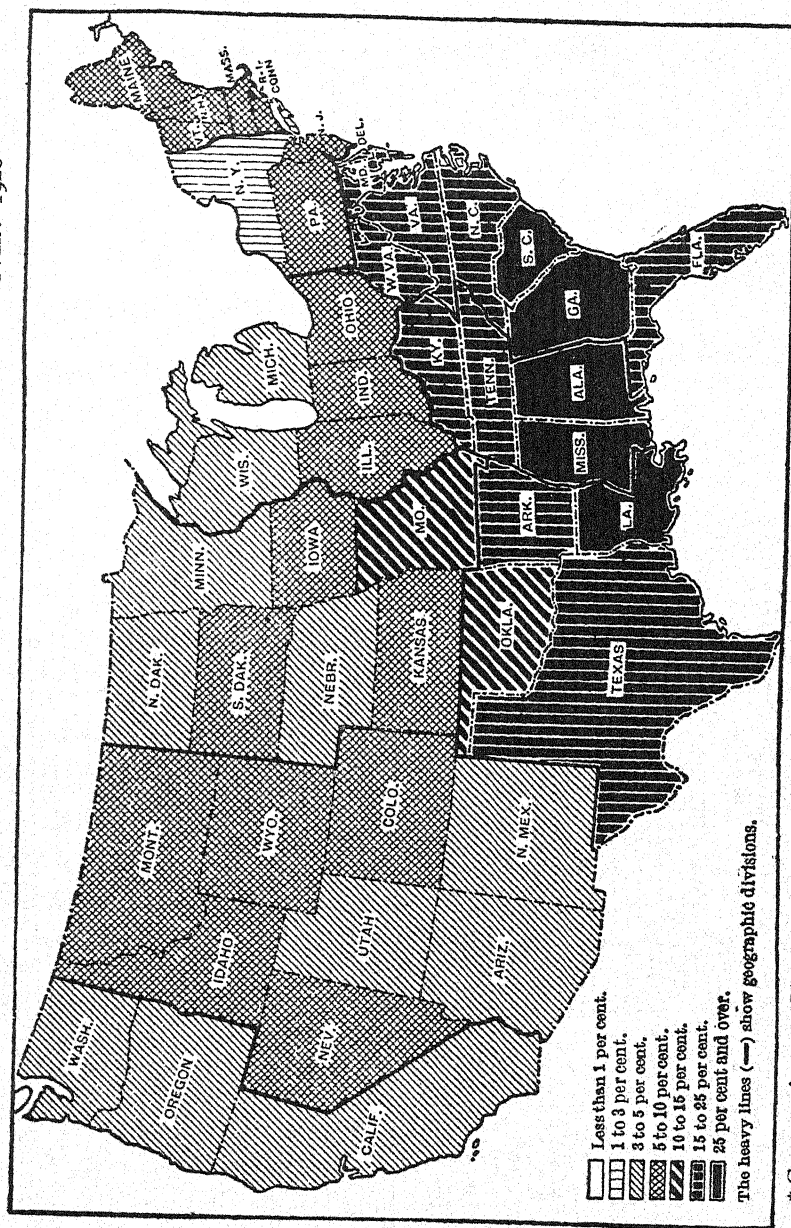 1920
WASH.
OREGON
CALIF.
NEV.
IDAHO
MONT.
WYO.
UTAH
COLO.
ARIZ.
N. MEX.
N. DAK.
S. DAK.
NEBR.
KANSAS
OKLA.
TEXAS
MINN.
IOWA
MO.
ARK.
LA.
WIS.
ILL.
MICH.
IND.
OHIO
KY.
TENN.
MISS.
ALA.
GA.
FLA.
S. C.
N. C.
VA.
W. VA.
MD.
DEL.
N. J.
PA.
N. Y.
CONN
R. I.
MASS.
N.H.
MAINE
Less than 1 per cent.
1 to 3 per cent.
3 to 5 per cent.
5 to 10 per cent.
10 to 15 per cent.
15 to 25 per cent.
25 per cent and over.
The heavy lines (—) show geographic divisions.